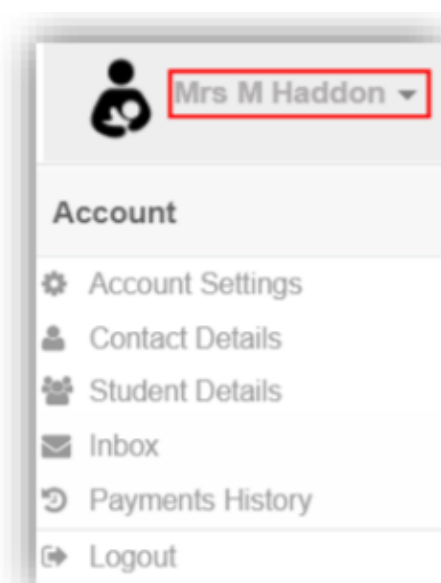 Mrs M Haddon
Account
Account Settings
Contact Details
Student Details
Inbox
Payments History
Logout